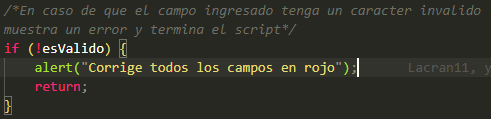 /*En caso de que el campo ingresado tenga un caracter invalido
muestra un error y termina el script*/
if (!esValido) {
alert("Corrige todos los campos en rojo"); Lacran11, y
return;
}